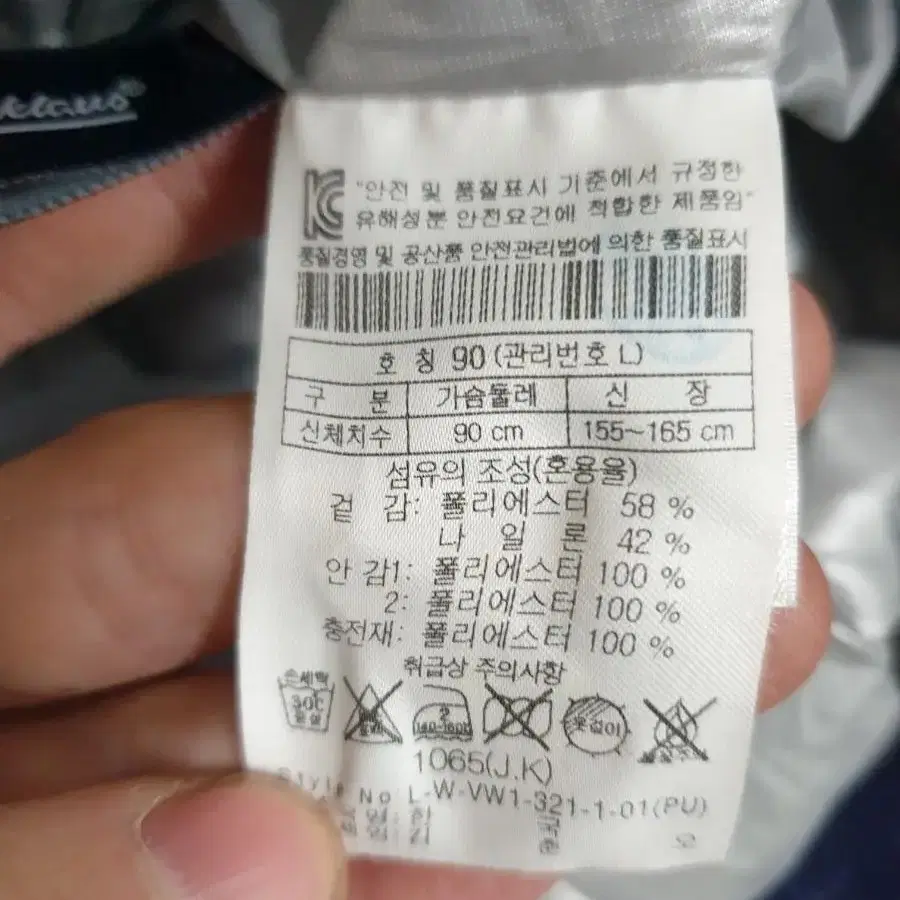 KC "안전 및 품질표시 기준에서 규정한
유해성분 안전요건에 적합한 제품임"
품질경영 및 공산품 안전관리법에 의한 품질표시
호 칭 90 (관리번호 L)
구 분 가슴둘레 신 장
신체치수 90 cm 155~165 cm
섬유의 조성(혼용율)
겉 감: 폴리에스터 58 %
나 일 론 42 %
안 감1: 폴리에스터 100 %
2: 폴리에스터 100 %
충전재: 폴리에스터 100 %
취급상 주의사항
손세탁
30℃ 2 140-160℃ 옷걸이
1065(J.K)
Style No L-W-VW1-321-1-01(PU)